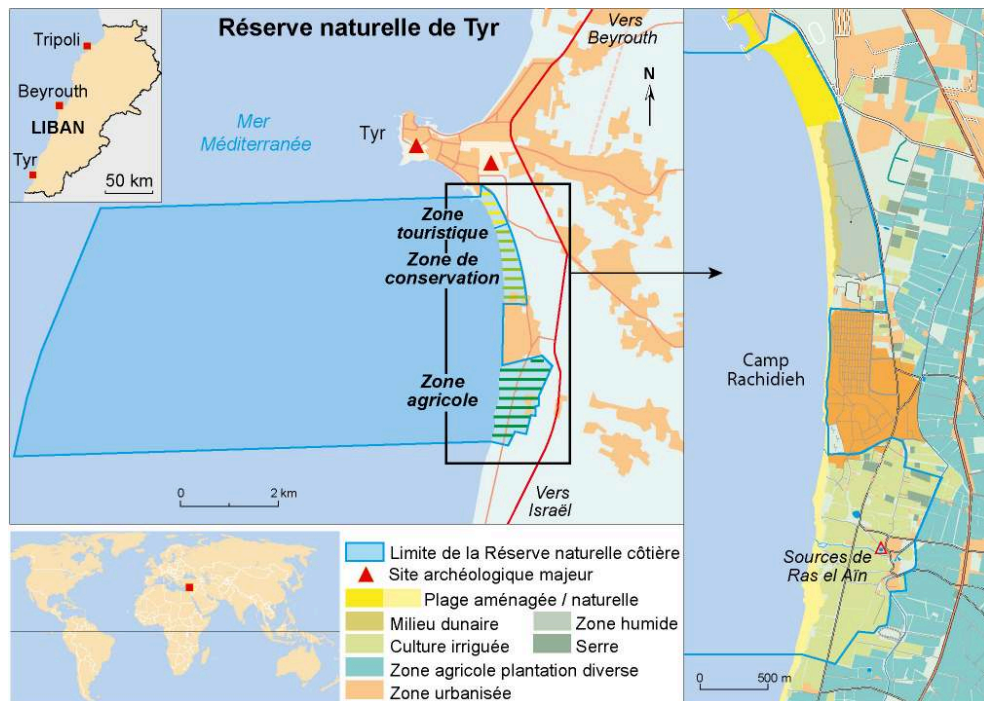 Réserve naturelle de Tyr
Tripoli
Beyrouth
LIBAN
Tyr
50 km
Mer
Méditerranée
Tyr
Vers
Beyrouth
N
Zone
touristique
Zone de
conservation
Zone
agricole
0 2 km
Vers
Israël
Camp
Rachidieh
Sources de
Ras el Aïn
0 500 m
Limite de la Réserve naturelle côtière
Site archéologique majeur
Plage aménagée / naturelle
Milieu dunaire
Zone humide
Culture irriguée
Serre
Zone agricole plantation diverse
Zone urbanisée